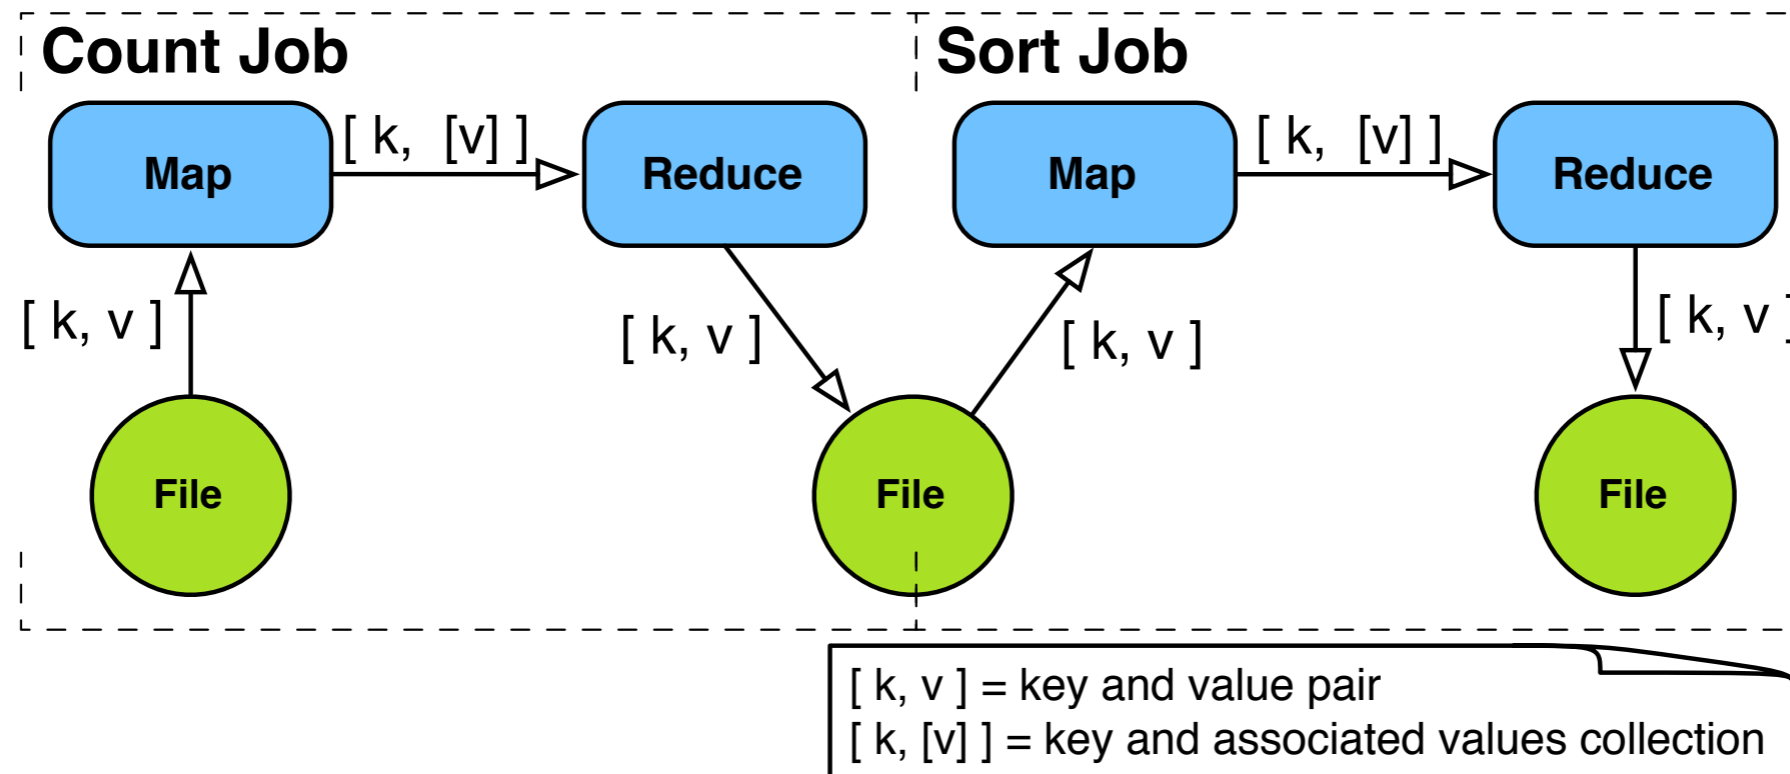 Count Job
Sort Job
Map
[ k, [v] ]
Reduce
Map
[ k, [v] ]
Reduce
[ k, v ]
[ k, v ]
[ k, v ]
[ k, v ]
File
File
File
[ k, v ] = key and value pair
[ k, [v] ] = key and associated values collection